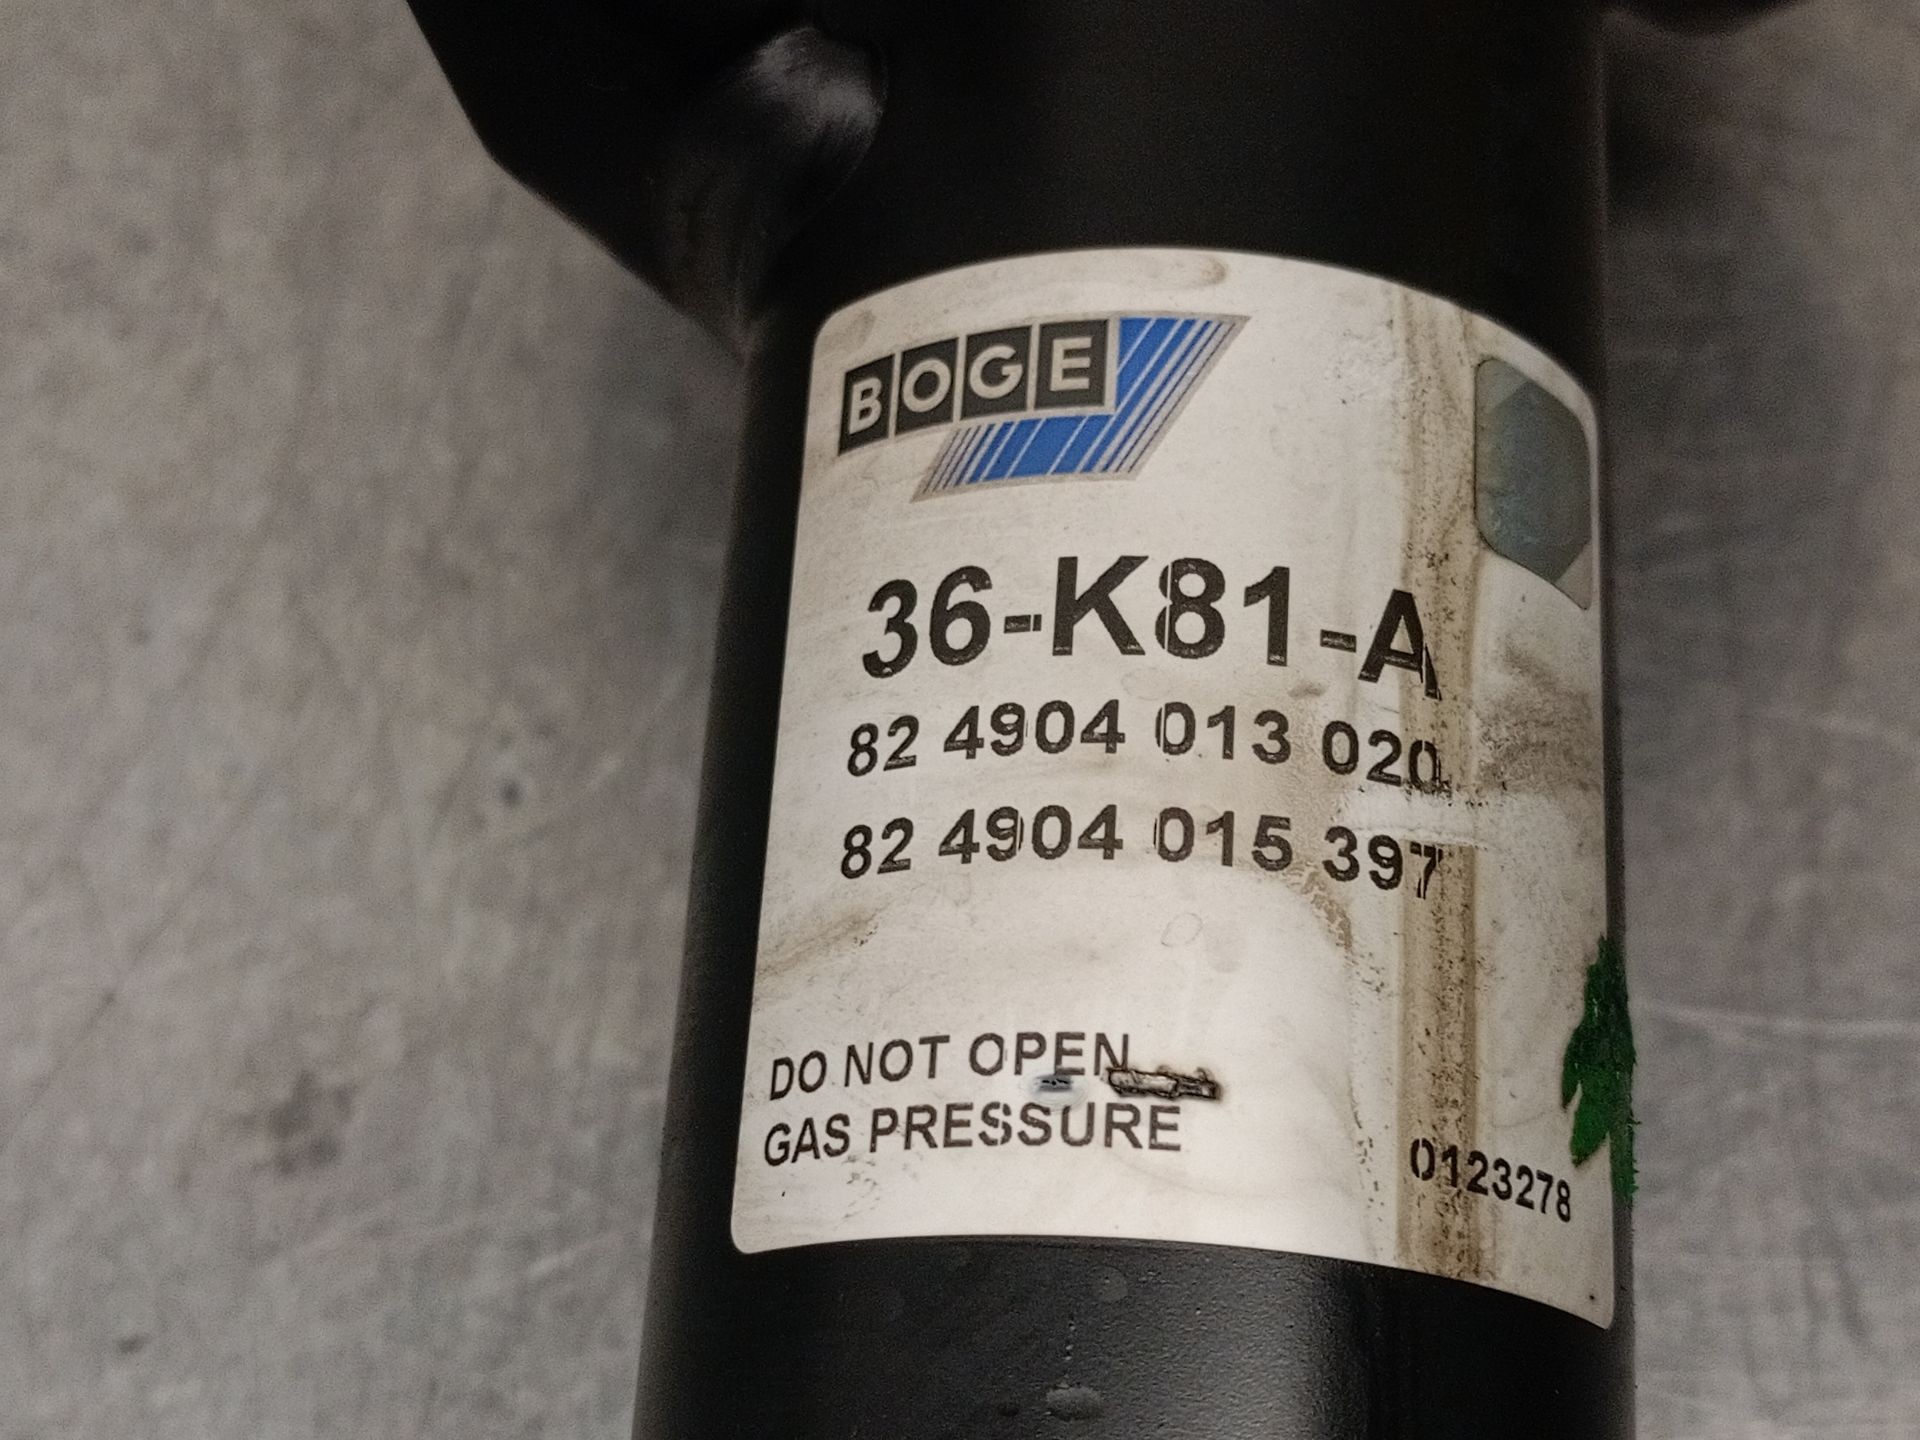 BOGE
36-K81-A
82 4904 013 020
82 4904 015 397
DO NOT OPEN
GAS PRESSURE
0123278